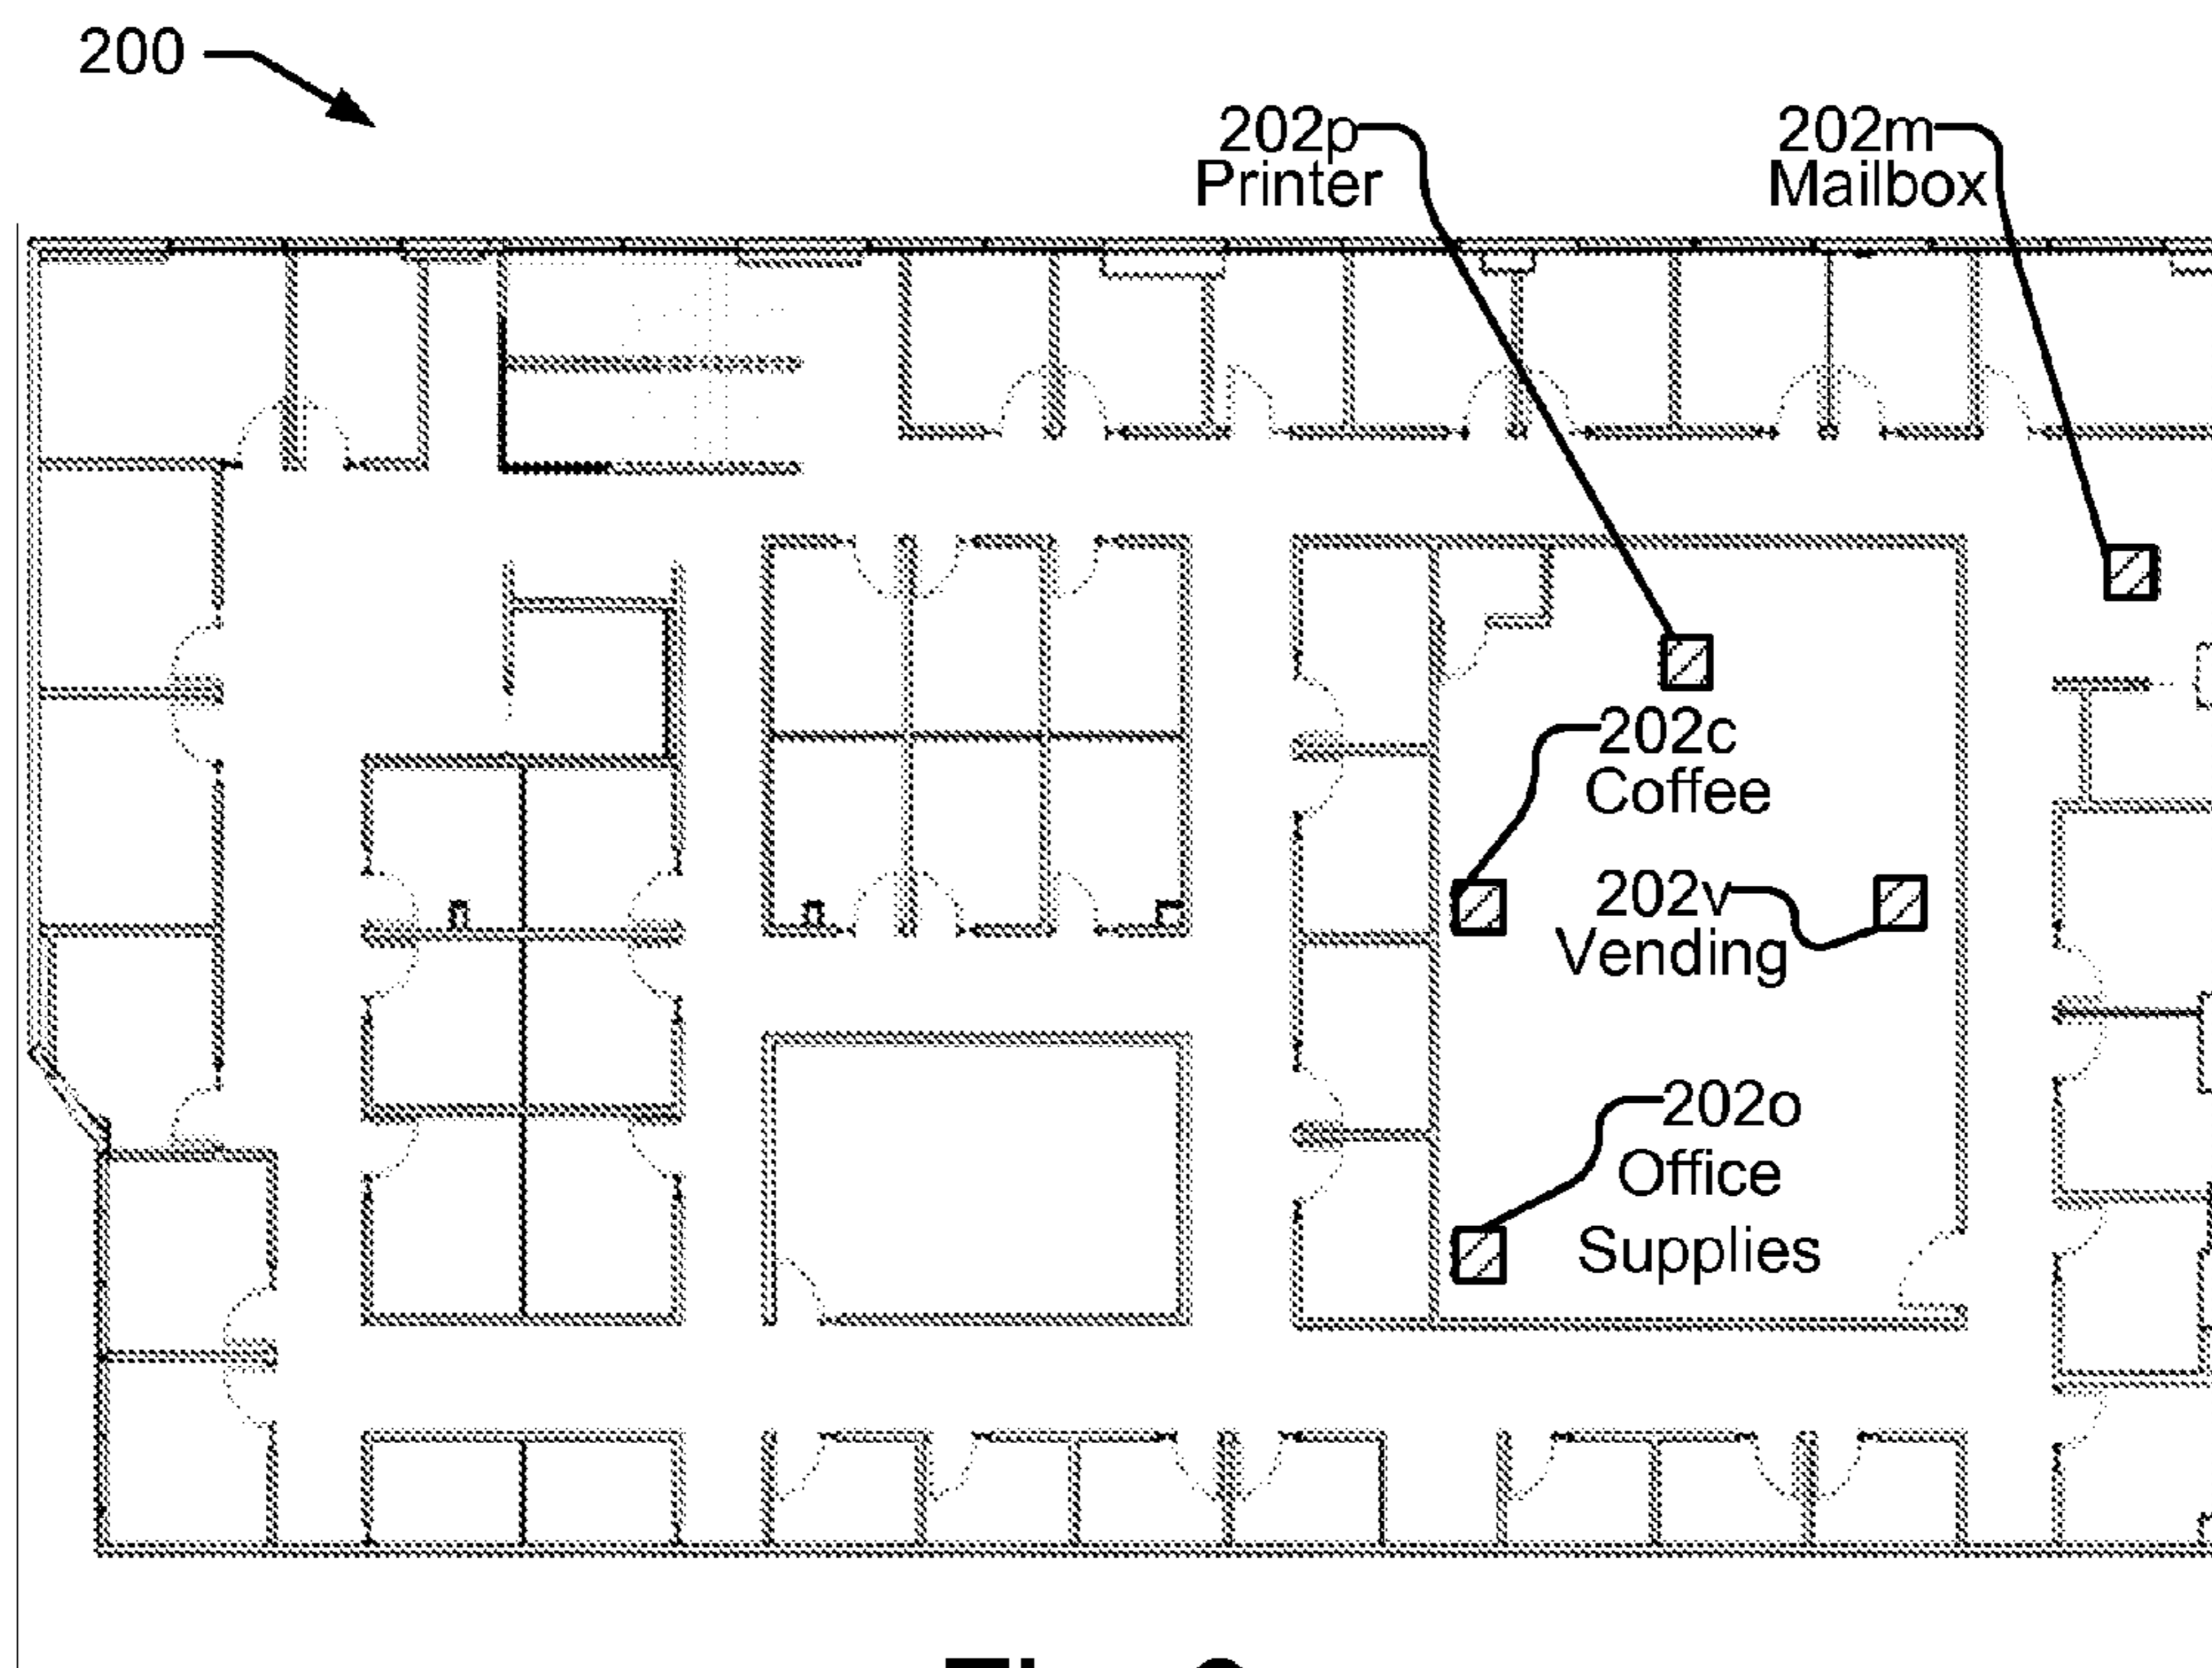 200
202p
Printer
202m
Mailbox
202c
Coffee
202v
Vending
202o
Office
Supplies